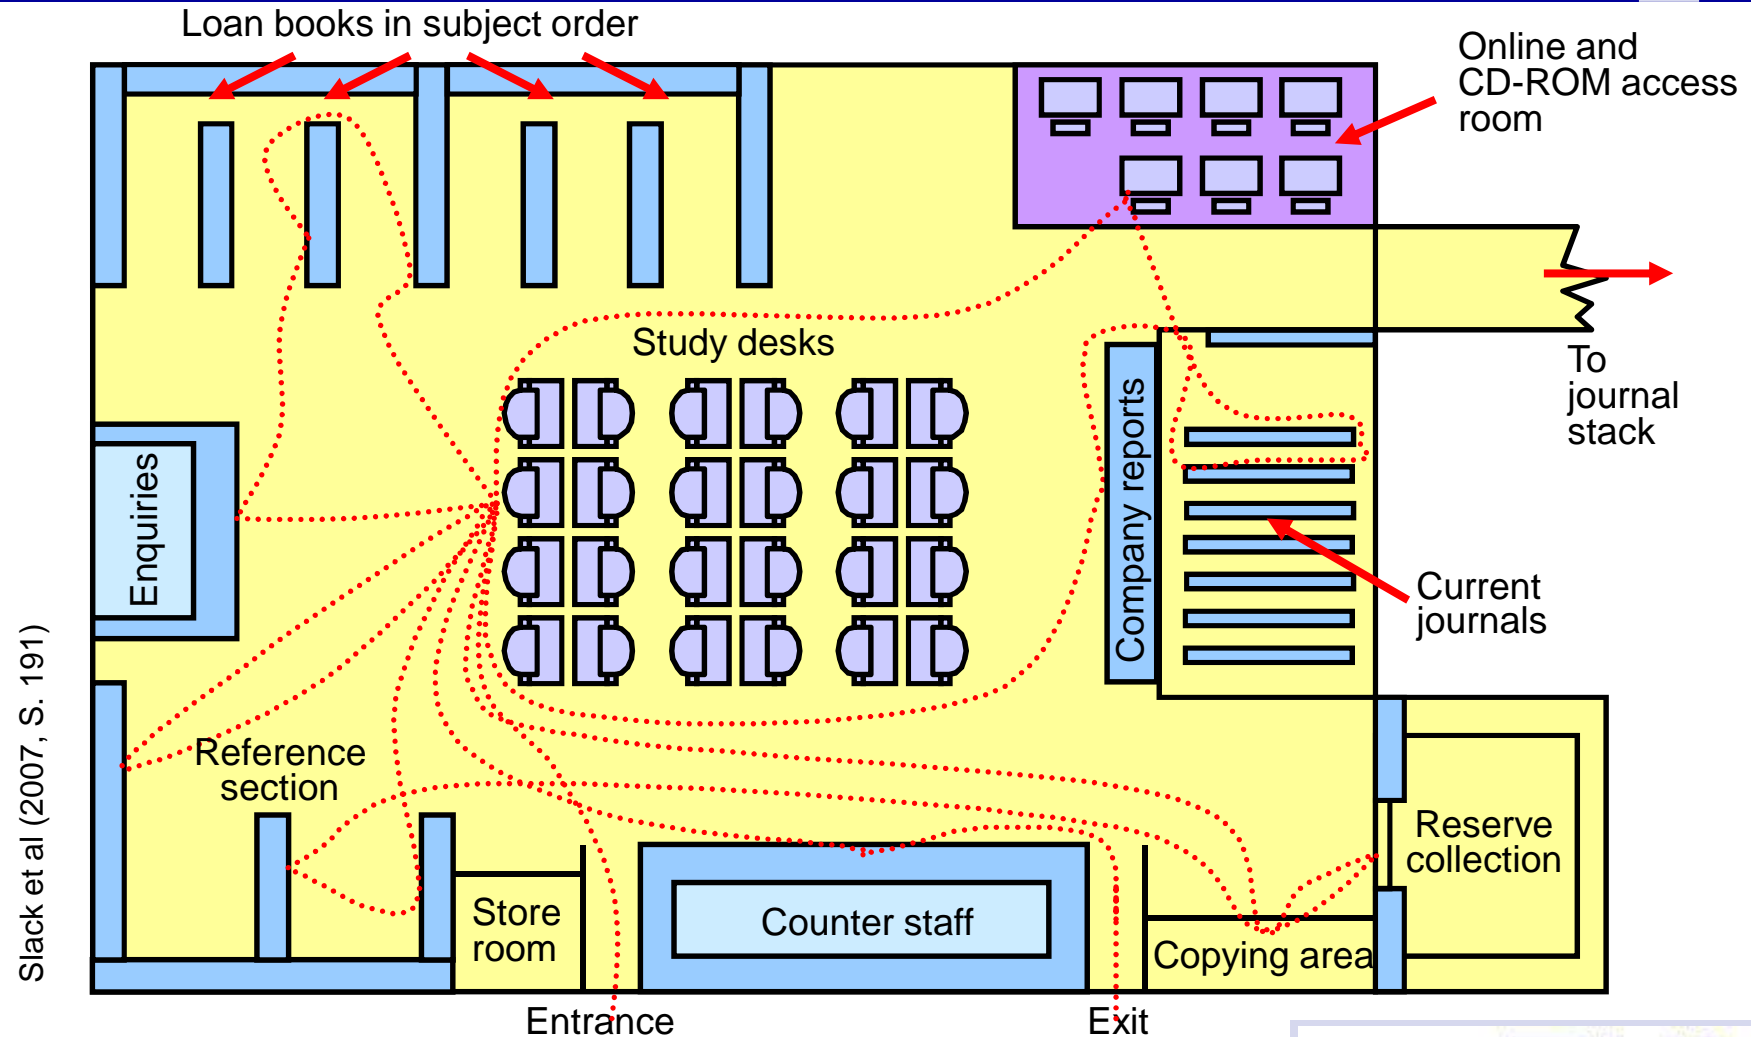 Loan books in subject order
Online and
CD-ROM access
room
Study desks
To
journal
stack
Company reports
Enquiries
Current
journals
Slack et al (2007, S. 191)
Reference
section
Reserve
collection
Store
room
Counter staff
Copying area
Entrance
Exit